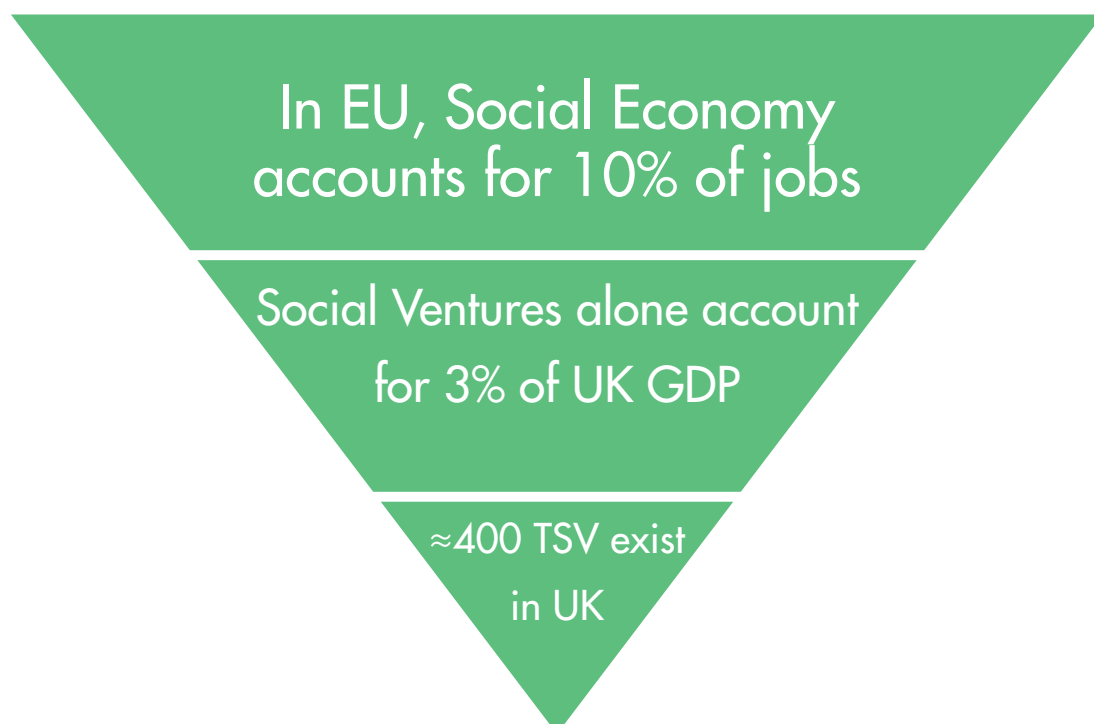 In EU, Social Economy
accounts for 10% of jobs
Social Ventures alone account
for 3% of UK GDP
≈400 TSV exist
in UK